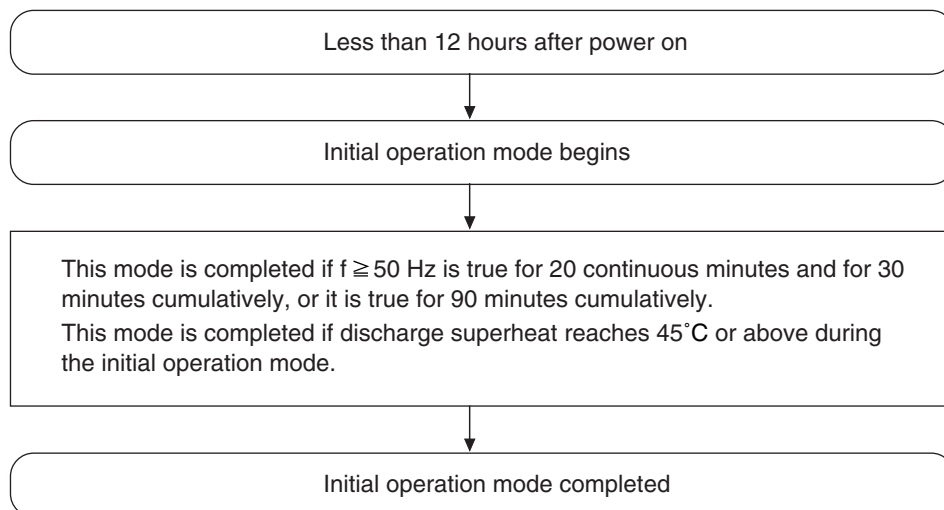 Less than 12 hours after power on
Initial operation mode begins
This mode is completed if f ≧ 50 Hz is true for 20 continuous minutes and for 30
minutes cumulatively, or it is true for 90 minutes cumulatively.
This mode is completed if discharge superheat reaches 45˚C or above during
the initial operation mode.
Initial operation mode completed